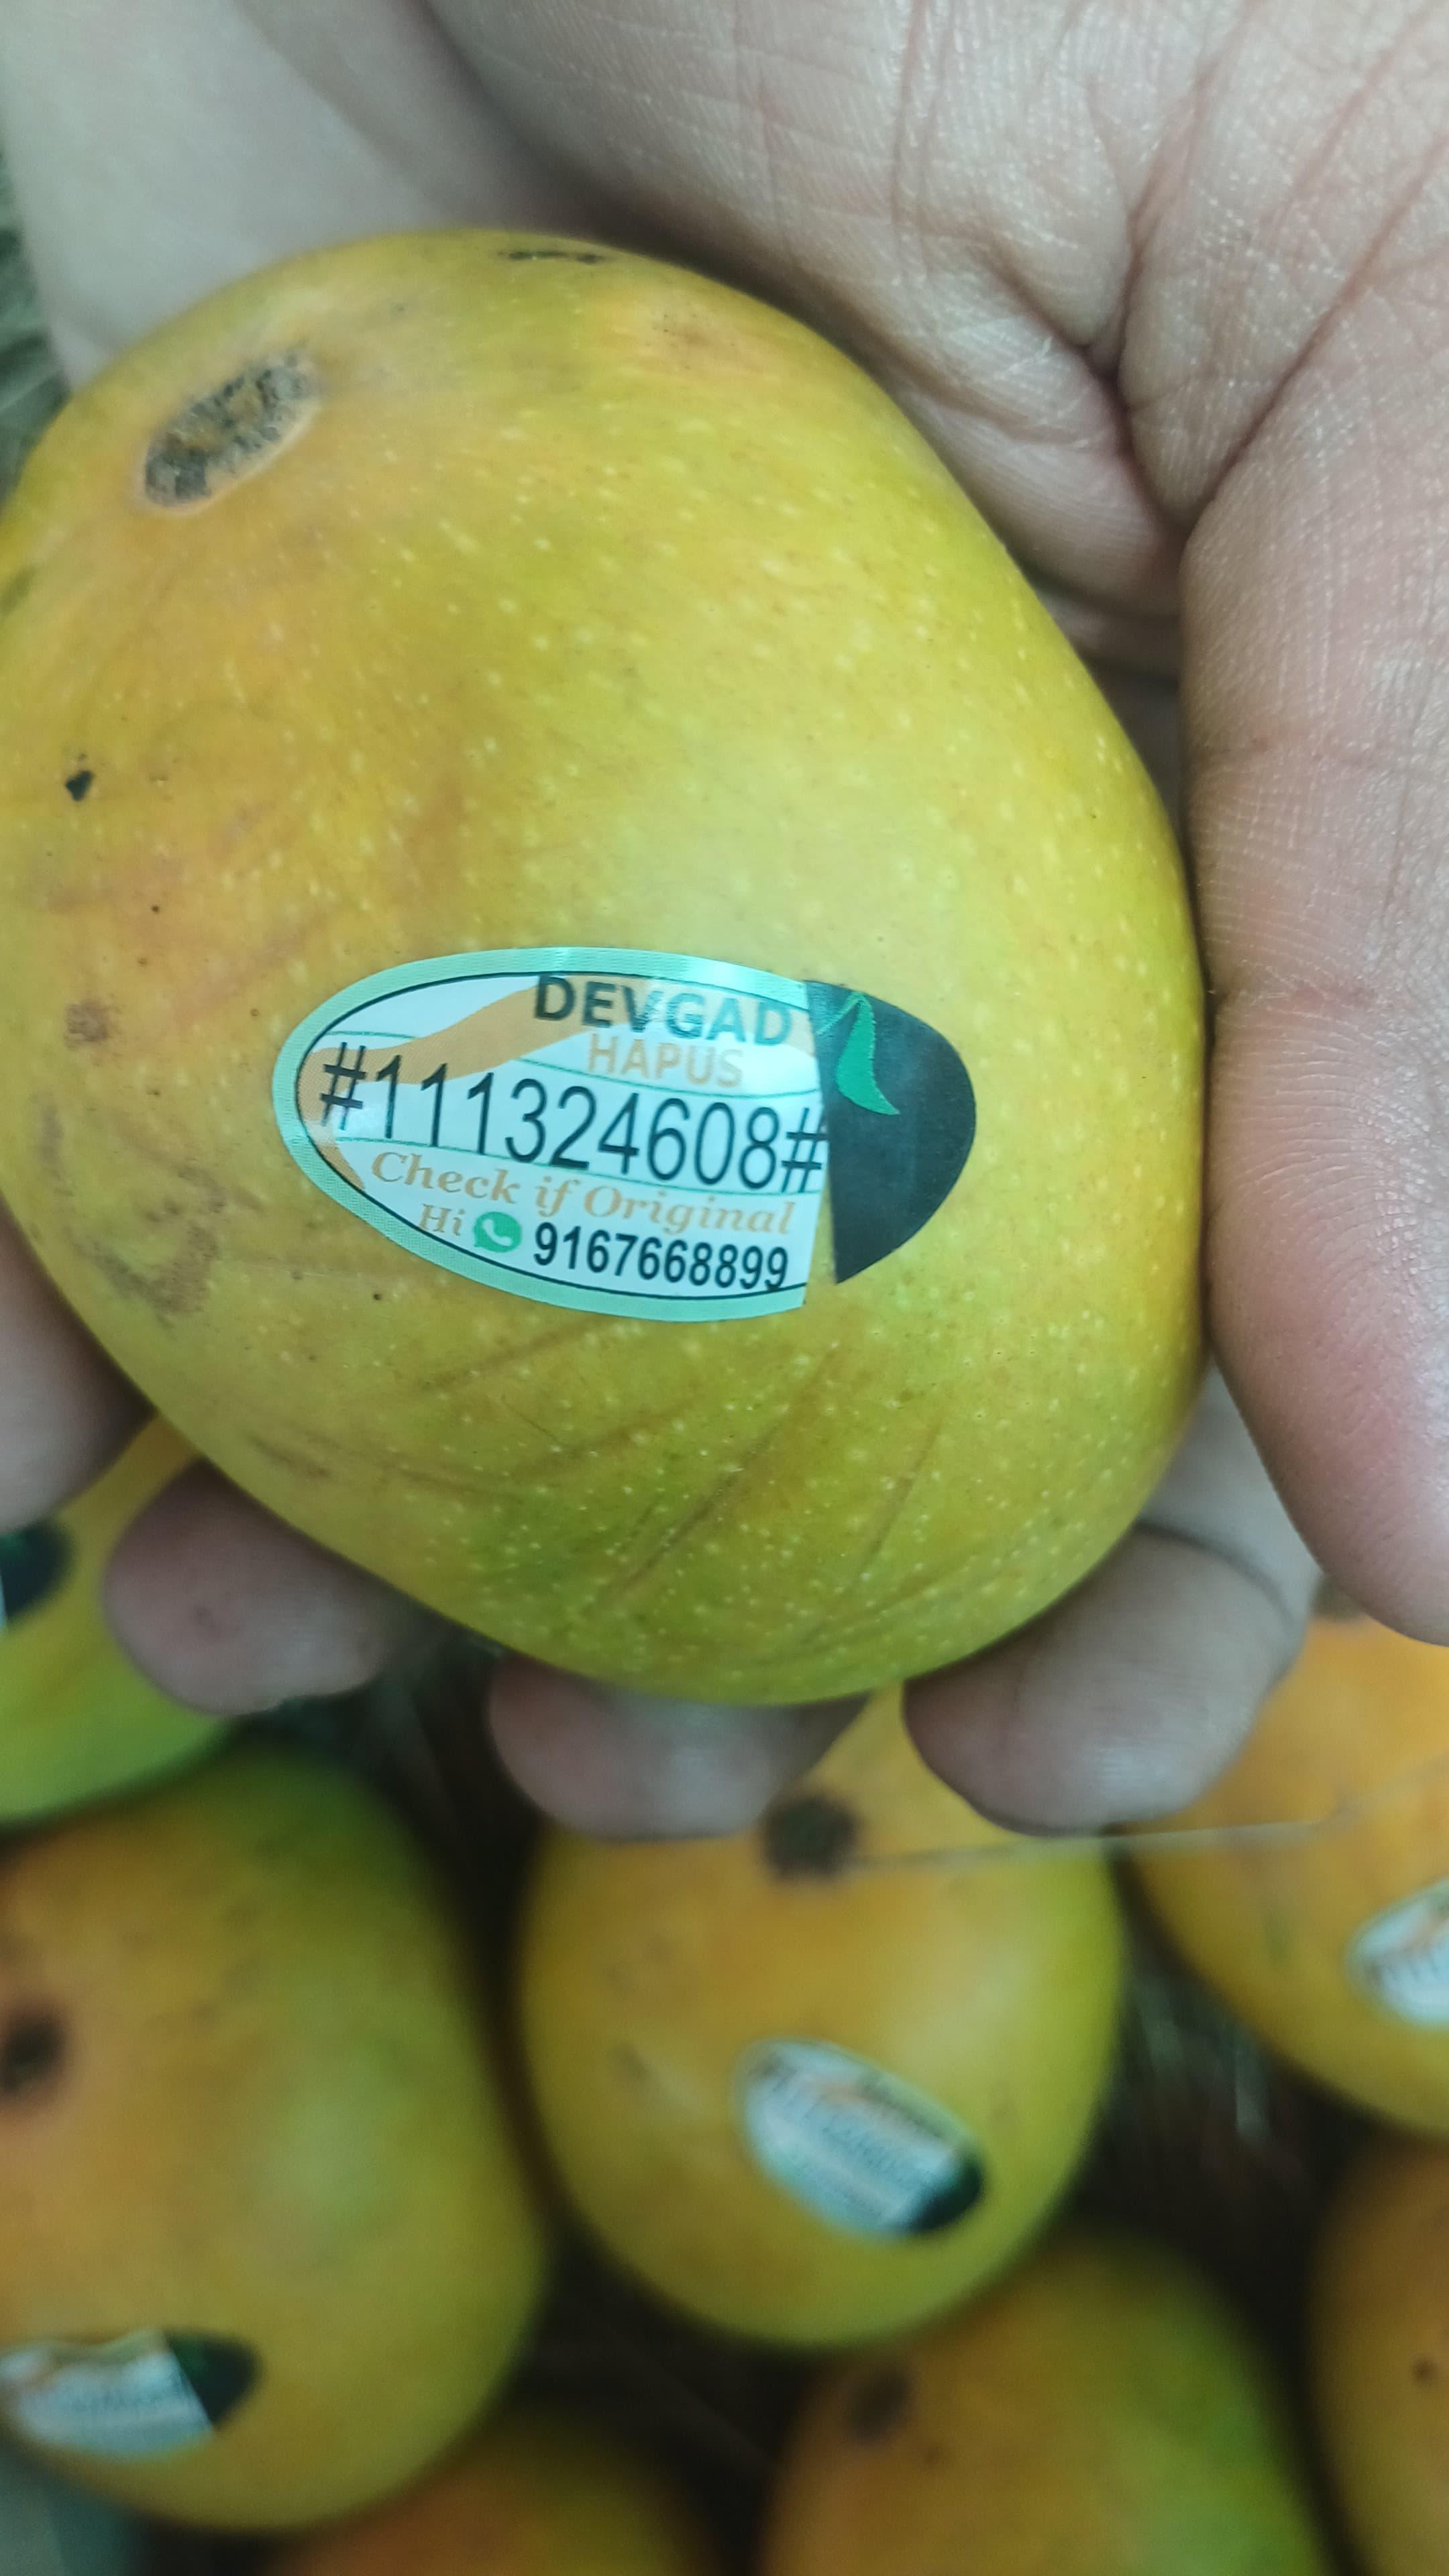 DEVGAD
HAPUS
#111324608#
Check if Original
Hi 9167668899